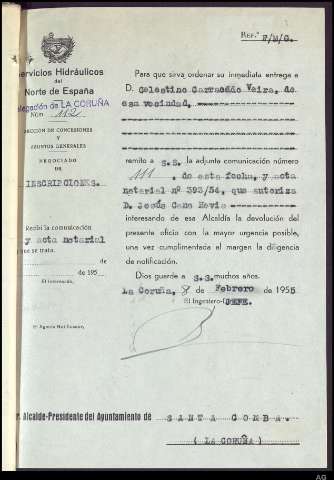 REF.ª F/M/G.
Servicios Hidráulicos
del
Norte de España
Delegación de LA CORUÑA
Núm 112
SECCION DE CONCESIONES
Y
ASUNTOS GENERALES
NEGOCIADO
DE
INSCRIPCIONES.
Recibí la comunicación
y acta notarial
que se trata.
de
de 195
El interesado,
El Agente Notificador,
Para que sirva ordenar su inmediata entrega a
D. Celestino Carracedo Veira, de
esa vecindad,
remito a S.S. la adjunta comunicación número
111, de esta fecha, y acta
notarial nº 393/54, que autoriza
D. Jesús Cano Hevia
interesando de esa Alcaldía la devolución del
presente oficio con la mayor urgencia posible,
una vez cumplimentada al margen la diligencia
de notificación.
Dios guarde a S.S. muchos años.
La Coruña, 8 de Febrero de 1955
El Ingeniero-JEFE.
r. Alcalde-Presidente del Ayuntamiento de SANTA COMBA.
(LA CORUÑA)
AG